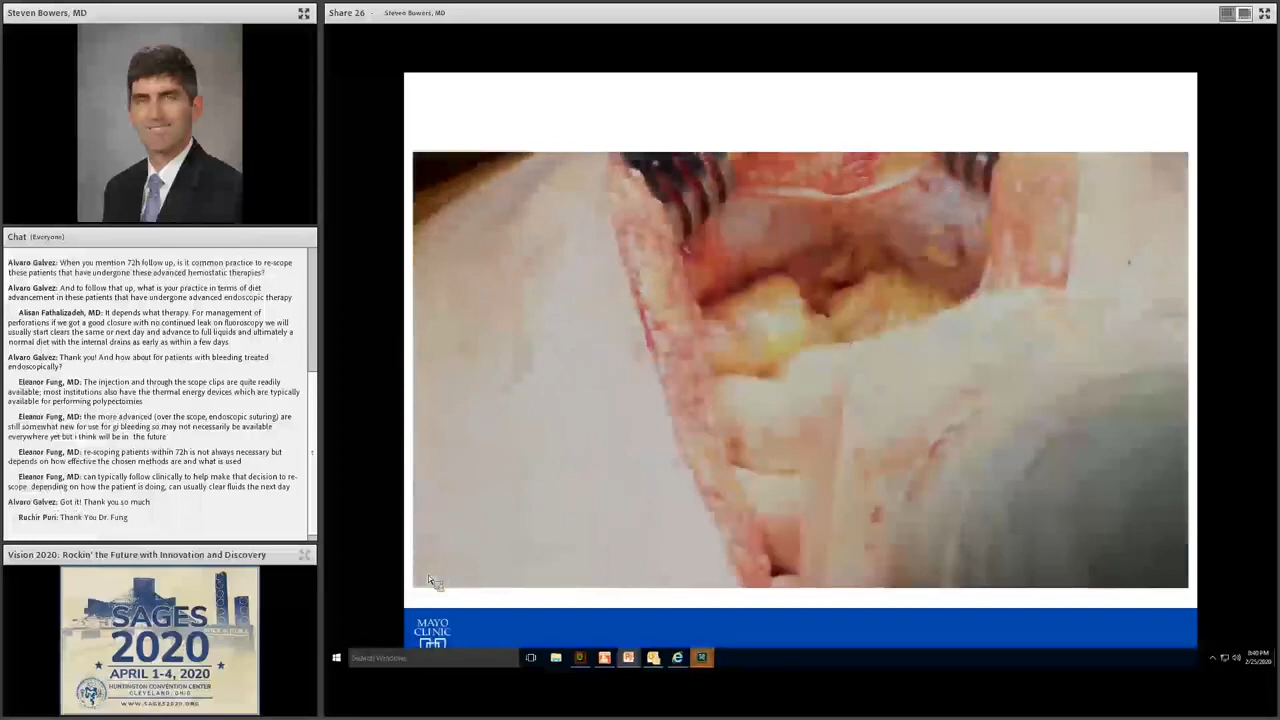 Steven Bowers, MD
Share 26 - Steven Bowers, MD
Chat (Everyone)
Alvaro Galvez: When you mention 72h follow up, is it common practice to re-scope
these patients that have undergone these advanced hemostatic therapies?
Alvaro Galvez: And to follow that up, what is your practice in terms of diet
advancement in these patients that have undergone advanced endoscopic therapy
Alisan Fathalizadeh, MD: It depends what therapy. For management of
perforations if we got a good closure with no continued leak on fluoroscopy we will
usually start clears the same or next day and advance to full liquids and ultimately a
normal diet with the internal drains as early as within a few days.
Alvaro Galvez: Thank you! And how about for patients with bleeding treated
endoscopically?
Eleanor Fung, MD: The injection and through the scope clips are quite readily
available; most institutions also have the thermal energy devices which are typically
available for performing polypectomies
Eleanor Fung, MD: the more advanced (over the scope, endoscopic suturing) are
still somewhat new for use for gi bleeding so may not necessarily be available
everywhere yet but i think will be in the future
Eleanor Fung, MD: re-scoping patients within 72h is not always necessary but
depends on how effective the chosen methods are and what is used
Eleanor Fung, MD: can typically follow clinically to help make that decision to re-
scope. depending on how the patient is doing, can usually clear fluids the next day
Alvaro Galvez: Got it! Thank you so much
Ruchir Puri: Thank You Dr. Fung
Vision 2020: Rockin' the Future with Innovation and Discovery
SAGES
2020
APRIL 1-4, 2020
HUNTINGTON CONVENTION CENTER
CLEVELAND, OHIO
WWW.SAGES2020.ORG
MAYO
CLINIC
Search Windows
8:40 PM
2/25/2020